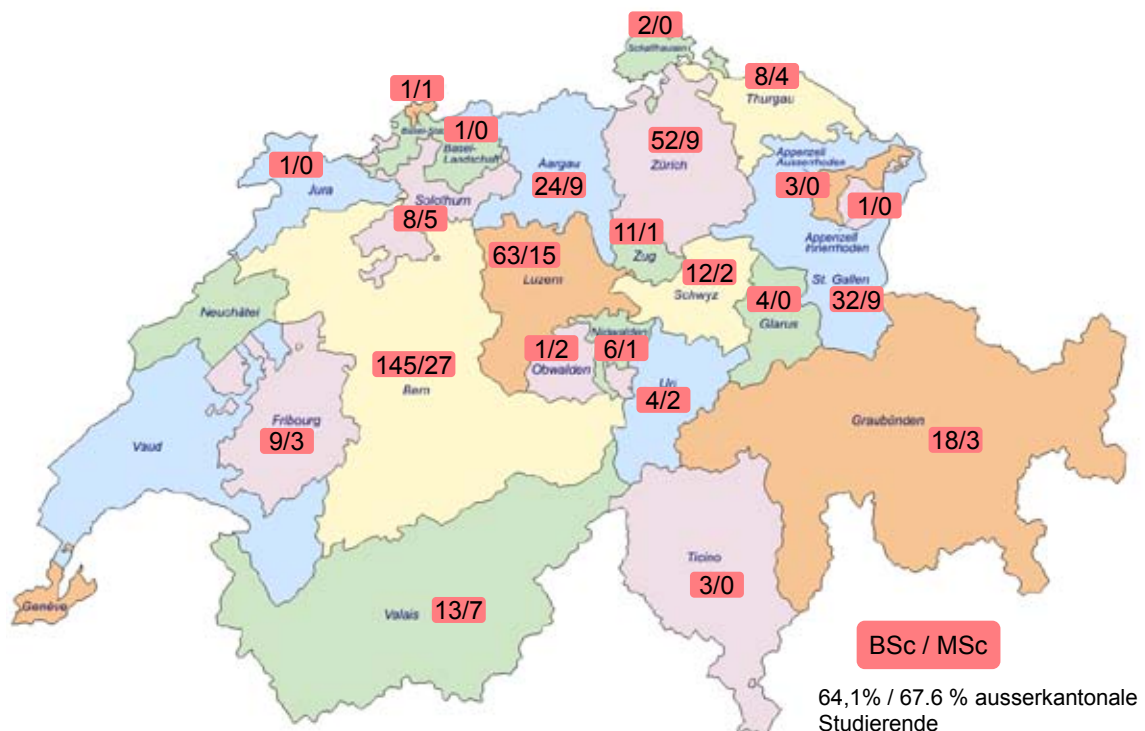 2/0
Schaffhausen
8/4
Thurgau
1/1
1/0
Basel-
Landschaft
52/9
Zürich
Appenzell
Ausserrhoden
1/0
Jura
Aargau
24/9
3/0
1/0
Solothurn
8/5
11/1
Zug
Appenzell
Innerrhoden
63/15
Luzern
12/2
Schwyz
St. Gallen
32/9
4/0
Glarus
Neuchâtel
Nidwalden
145/27
Bern
1/2
Obwalden
6/1
Uri
4/2
Graubünden
18/3
Fribourg
9/3
Vaud
Ticino
3/0
Genève
Valais 13/7
BSc / MSc
64,1% / 67.6 % ausserkantonale
Studierende